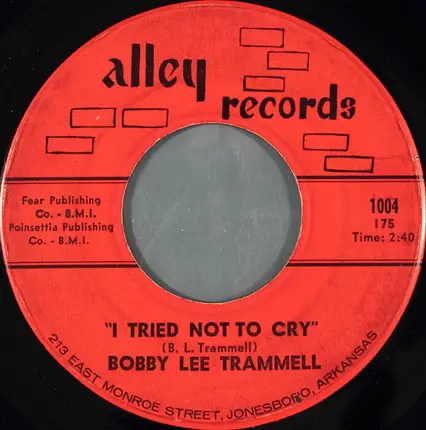 alley
records
Fear Publishing
Co. - B.M.I.
Poinsettia Publishing
Co. - B.M.I.
1004
175
Time: 2:40
"I TRIED NOT TO CRY"
(B. L. Trammell)
BOBBY LEE TRAMMELL
213 EAST MONROE STREET, JONESBORO, ARKANSAS